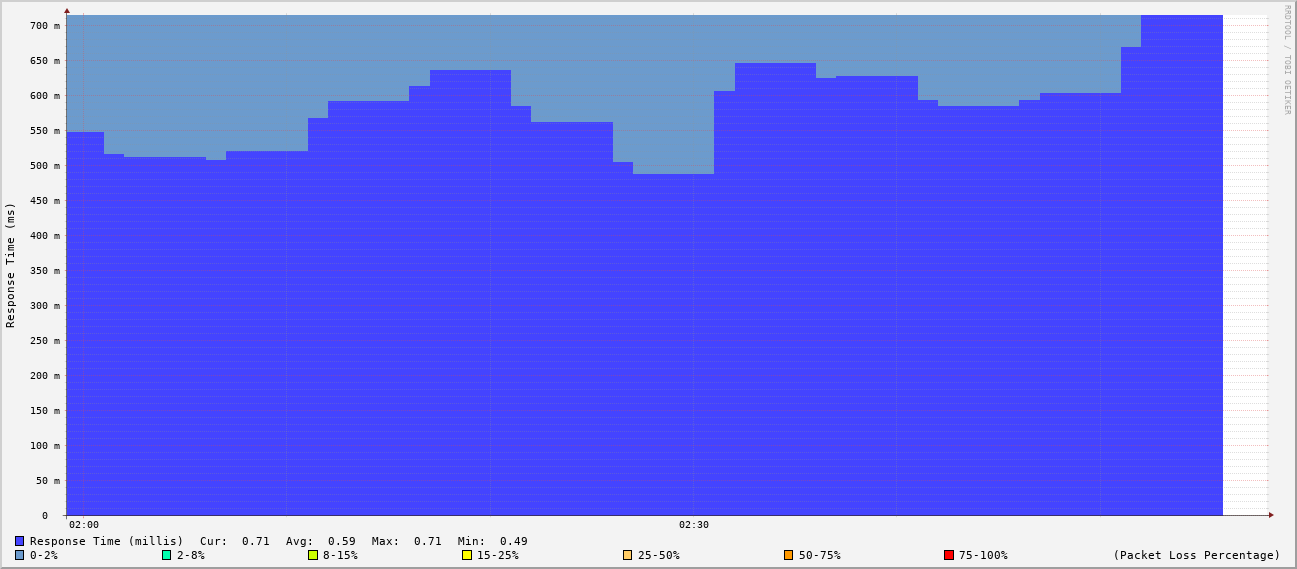 RRDTOOL / TOBI OETIKER
Response Time (ms)
700 m
650 m
600 m
550 m
500 m
450 m
400 m
350 m
300 m
250 m
200 m
150 m
100 m
50 m
0
02:00 02:30
Response Time (millis) Cur: 0.71 Avg: 0.59 Max: 0.71 Min: 0.49
0-2% 2-8% 8-15% 15-25% 25-50% 50-75% 75-100% (Packet Loss Percentage)